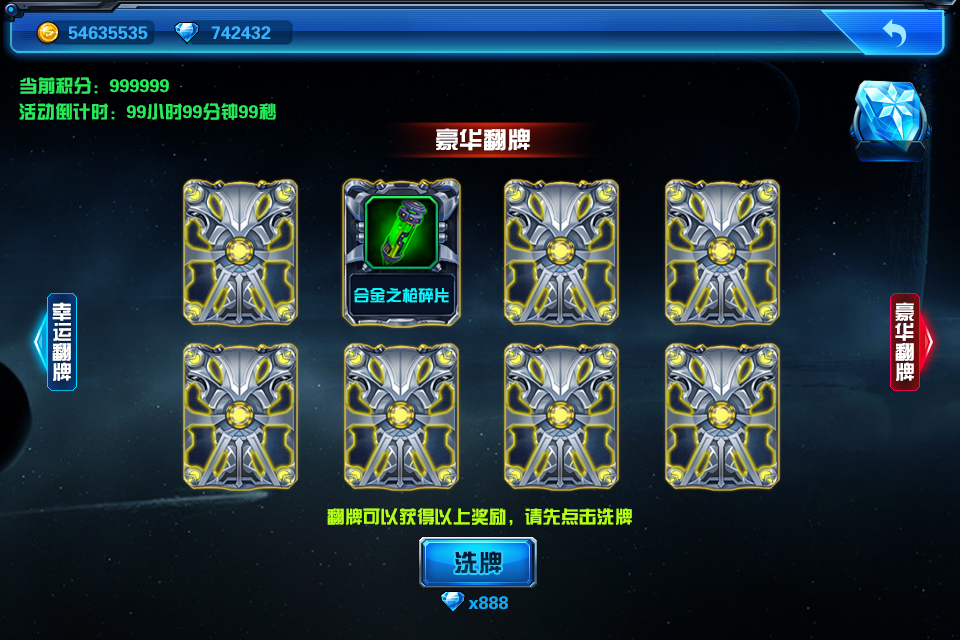 54635535 742432
当前积分：999999
活动倒计时：99小时99分钟99秒
豪华翻牌
合金之枪碎片
幸运翻牌
豪华翻牌
翻牌可以获得以上奖励，请先点击洗牌
洗牌
x888